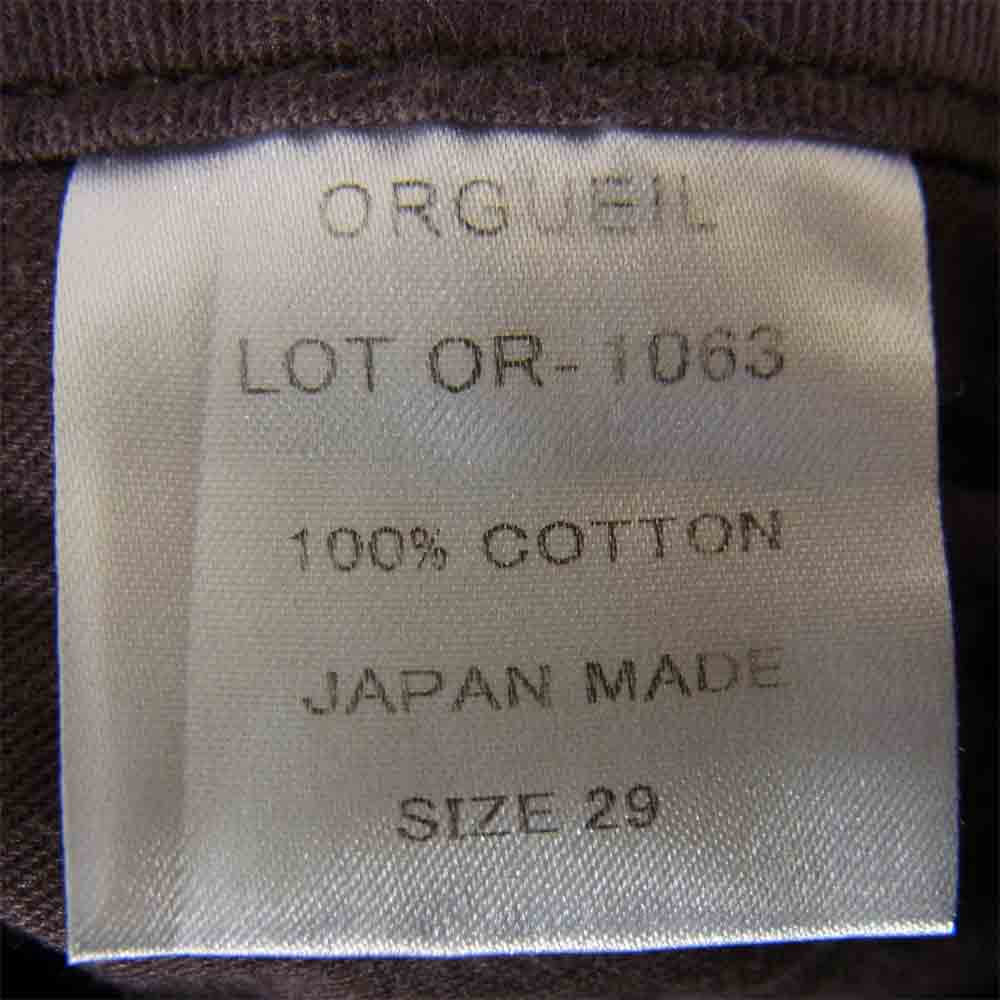 ORGUEIL
LOT OR-1063
100% COTTON
JAPAN MADE
SIZE 29